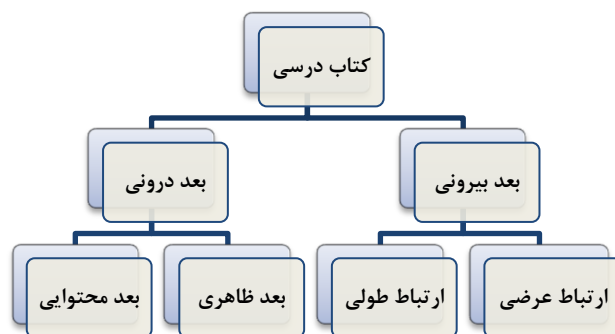 کتاب درسی
بعد بیرونی
بعد درونی
ارتباط عرضی
ارتباط طولی
بعد ظاهری
بعد محتوایی